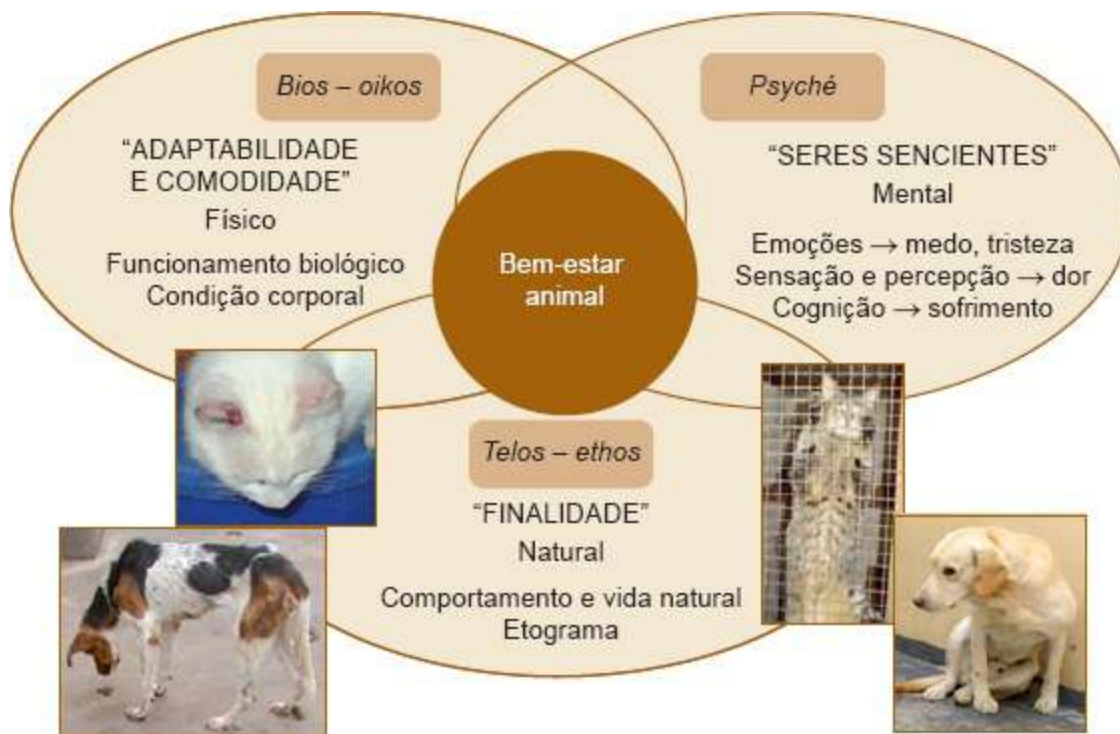 Bios – oikos
"ADAPTABILIDADE
E COMODIDADE"
Físico
Funcionamento biológico
Condição corporal
Psyché
"SERES SENCIENTES"
Mental
Emoções → medo, tristeza
Sensação e percepção → dor
Cognição → sofrimento
Bem-estar
animal
Telos – ethos
"FINALIDADE"
Natural
Comportamento e vida natural
Etograma